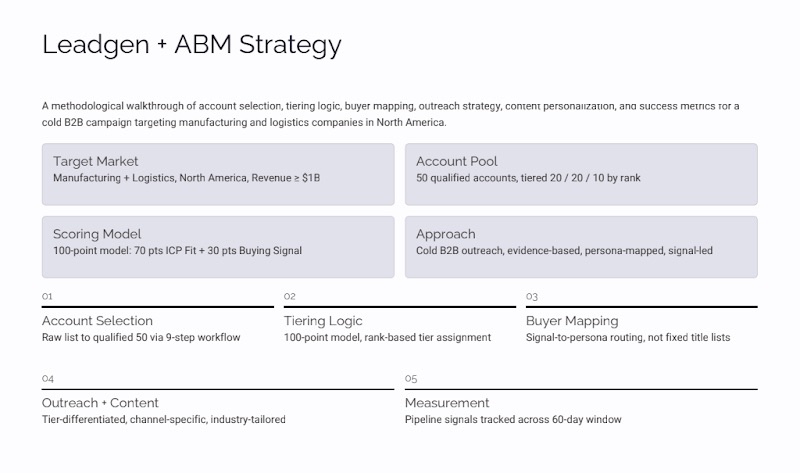 Leadgen + ABM Strategy
A methodological walkthrough of account selection, tiering logic, buyer mapping, outreach strategy, content personalization, and success metrics for a
cold B2B campaign targeting manufacturing and logistics companies in North America.
Target Market
Manufacturing + Logistics, North America, Revenue ≥ $1B
Account Pool
50 qualified accounts, tiered 20 / 20 / 10 by rank
Scoring Model
100-point model: 70 pts ICP Fit + 30 pts Buying Signal
Approach
Cold B2B outreach, evidence-based, persona-mapped, signal-led
01
Account Selection
Raw list to qualified 50 via 9-step workflow
02
Tiering Logic
100-point model, rank-based tier assignment
03
Buyer Mapping
Signal-to-persona routing, not fixed title lists
04
Outreach + Content
Tier-differentiated, channel-specific, industry-tailored
05
Measurement
Pipeline signals tracked across 60-day window